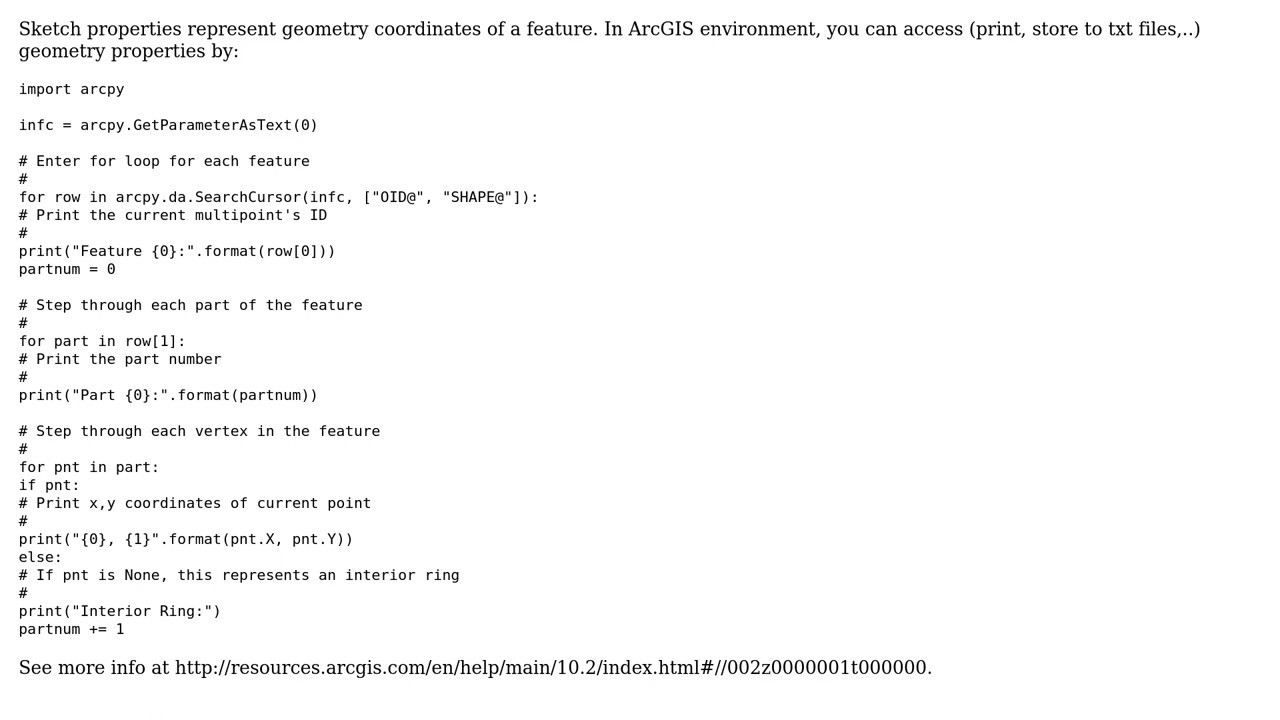 Sketch properties represent geometry coordinates of a feature. In ArcGIS environment, you can access (print, store to txt files,..)
geometry properties by:
import arcpy
infc = arcpy.GetParameterAsText(0)
# Enter for loop for each feature
#
for row in arcpy.da.SearchCursor(infc, ["OID@", "SHAPE@"]):
# Print the current multipoint's ID
#
print("Feature {0}:".format(row[0]))
partnum = 0
# Step through each part of the feature
#
for part in row[1]:
# Print the part number
#
print("Part {0}:".format(partnum))
# Step through each vertex in the feature
#
for pnt in part:
if pnt:
# Print x,y coordinates of current point
#
print("{0}, {1}".format(pnt.X, pnt.Y))
else:
# If pnt is None, this represents an interior ring
#
print("Interior Ring:")
partnum += 1
See more info at http://resources.arcgis.com/en/help/main/10.2/index.html#//002z0000001t000000.